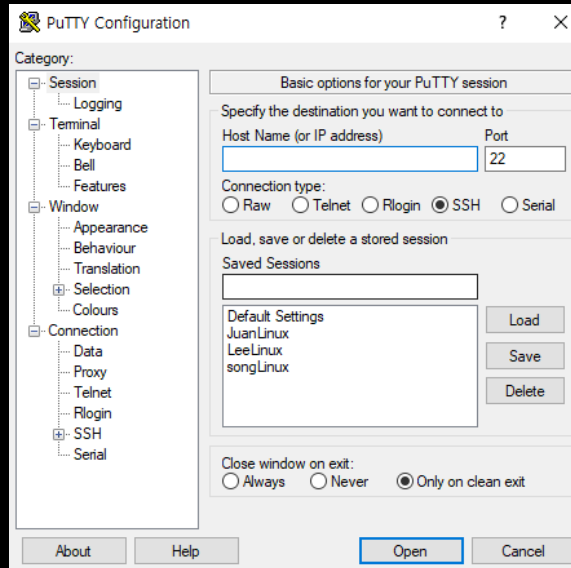 PuTTY Configuration
?
Category:
Session
Logging
Terminal
Keyboard
Bell
Features
Window
Appearance
Behaviour
Translation
Selection
Colours
Connection
Data
Proxy
Telnet
Rlogin
SSH
Serial
Basic options for your PuTTY session
Specify the destination you want to connect to
Host Name (or IP address) Port
22
Connection type:
Raw Telnet Rlogin SSH Serial
Load, save or delete a stored session
Saved Sessions
Default Settings
JuanLinux
LeeLinux
songLinux
Load
Save
Delete
Close window on exit:
Always Never Only on clean exit
About Help Open Cancel